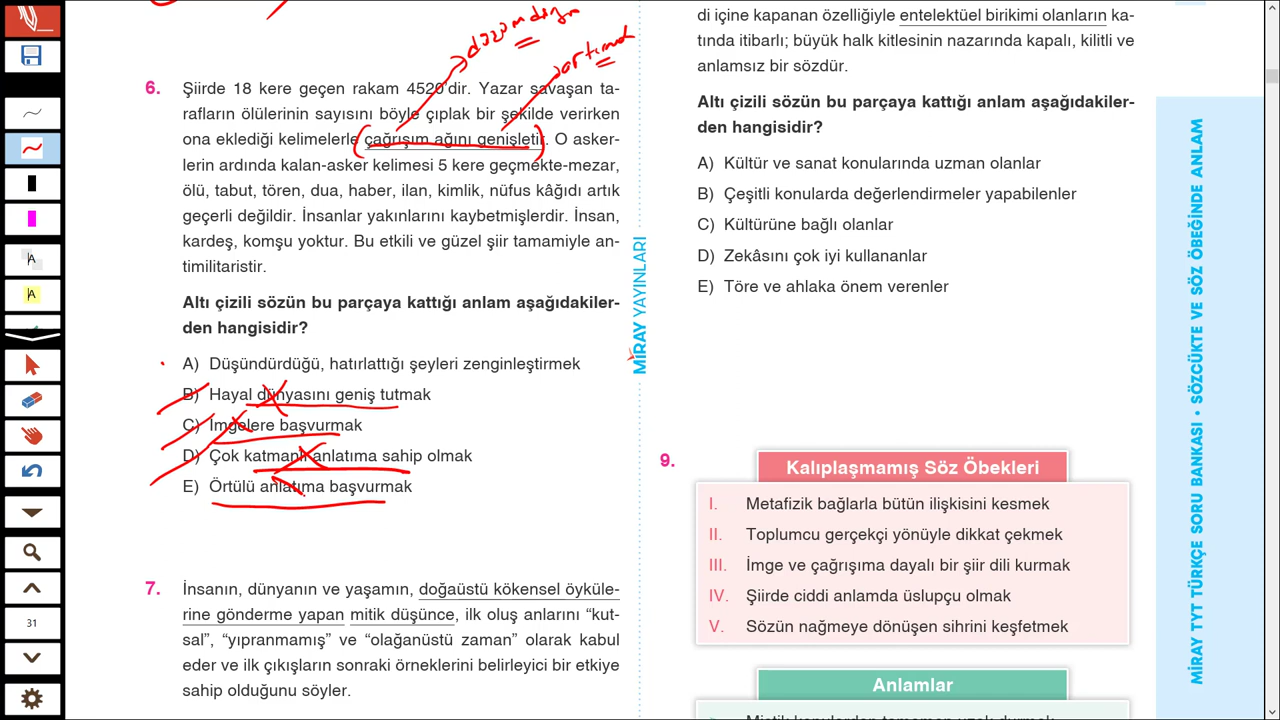 düşündüğün
artırmak
6. Şiirde 18 kere geçen rakam 4520'dir. Yazar savaşan ta-
rafların ölülerinin sayısını böyle çıplak bir şekilde verirken
ona eklediği kelimelerle çağrışım ağını genişletir. O asker-
lerin ardında kalan-asker kelimesi 5 kere geçmekte-mezar,
ölü, tabut, tören, dua, haber, ilan, kimlik, nüfus kâğıdı artık
geçerli değildir. İnsanlar yakınlarını kaybetmişlerdir. İnsan,
kardeş, komşu yoktur. Bu etkili ve güzel şiir tamamiyle an-
timilitaristir.
Altı çizili sözün bu parçaya kattığı anlam aşağıdakiler-
den hangisidir?
A) Düşündürdüğü, hatırlattığı şeyleri zenginleştirmek
B) Hayal dünyasını geniş tutmak
C) İmgelere başvurmak
D) Çok katmanlı anlatıma sahip olmak
E) Örtülü anlatıma başvurmak
7. İnsanın, dünyanın ve yaşamın, doğaüstü kökensel öyküle-
rine gönderme yapan mitik düşünce, ilk oluş anlarını “kut-
sal”, “yıpranmamış” ve “olağanüstü zaman” olarak kabul
eder ve ilk çıkışların sonraki örneklerini belirleyici bir etkiye
sahip olduğunu söyler.
di içine kapanan özelliğiyle entelektüel birikimi olanların ka-
tında itibarlı; büyük halk kitlesinin nazarında kapalı, kilitli ve
anlamsız bir sözdür.
Altı çizili sözün bu parçaya kattığı anlam aşağıdakiler-
den hangisidir?
A) Kültür ve sanat konularında uzman olanlar
B) Çeşitli konularda değerlendirmeler yapabilenler
C) Kültürüne bağlı olanlar
D) Zekâsını çok iyi kullananlar
E) Töre ve ahlaka önem verenler
9. Kalıplaşmamış Söz Öbekleri
I. Metafizik bağlarla bütün ilişkisini kesmek
II. Toplumcu gerçekçi yönüyle dikkat çekmek
III. İmge ve çağrışıma dayalı bir şiir dili kurmak
IV. Şiirde ciddi anlamda üslupçu olmak
V. Sözün nağmeye dönüşen sihrini keşfetmek
Anlamlar
Mistik konulardan tamamen uzak durmak
MİRAY YAYINLARI
MİRAY TYT TÜRKÇE SORU BANKASI • SÖZCÜKTE VE SÖZ ÖBEĞİNDE ANLAM
A
A
31